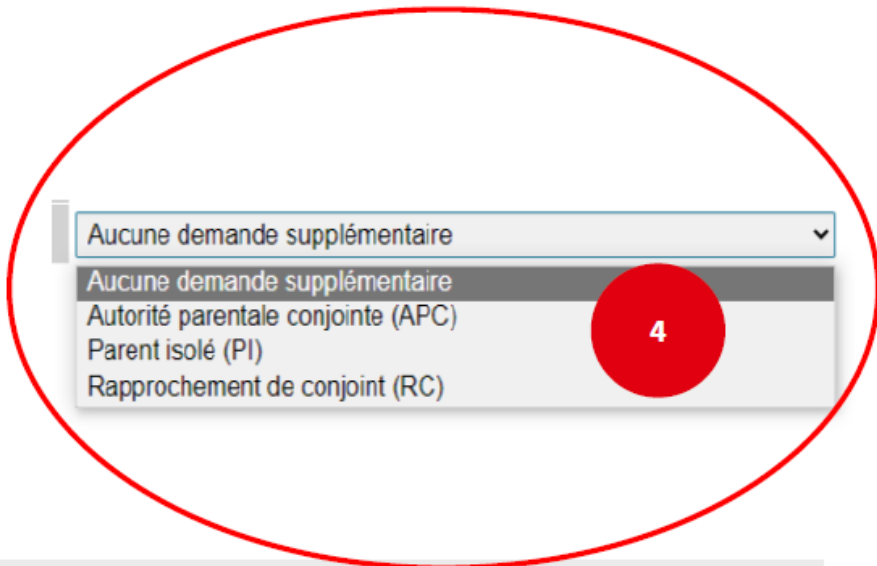 Aucune demande supplémentaire
Aucune demande supplémentaire
Autorité parentale conjointe (APC)
Parent isolé (PI)
Rapprochement de conjoint (RC)
4